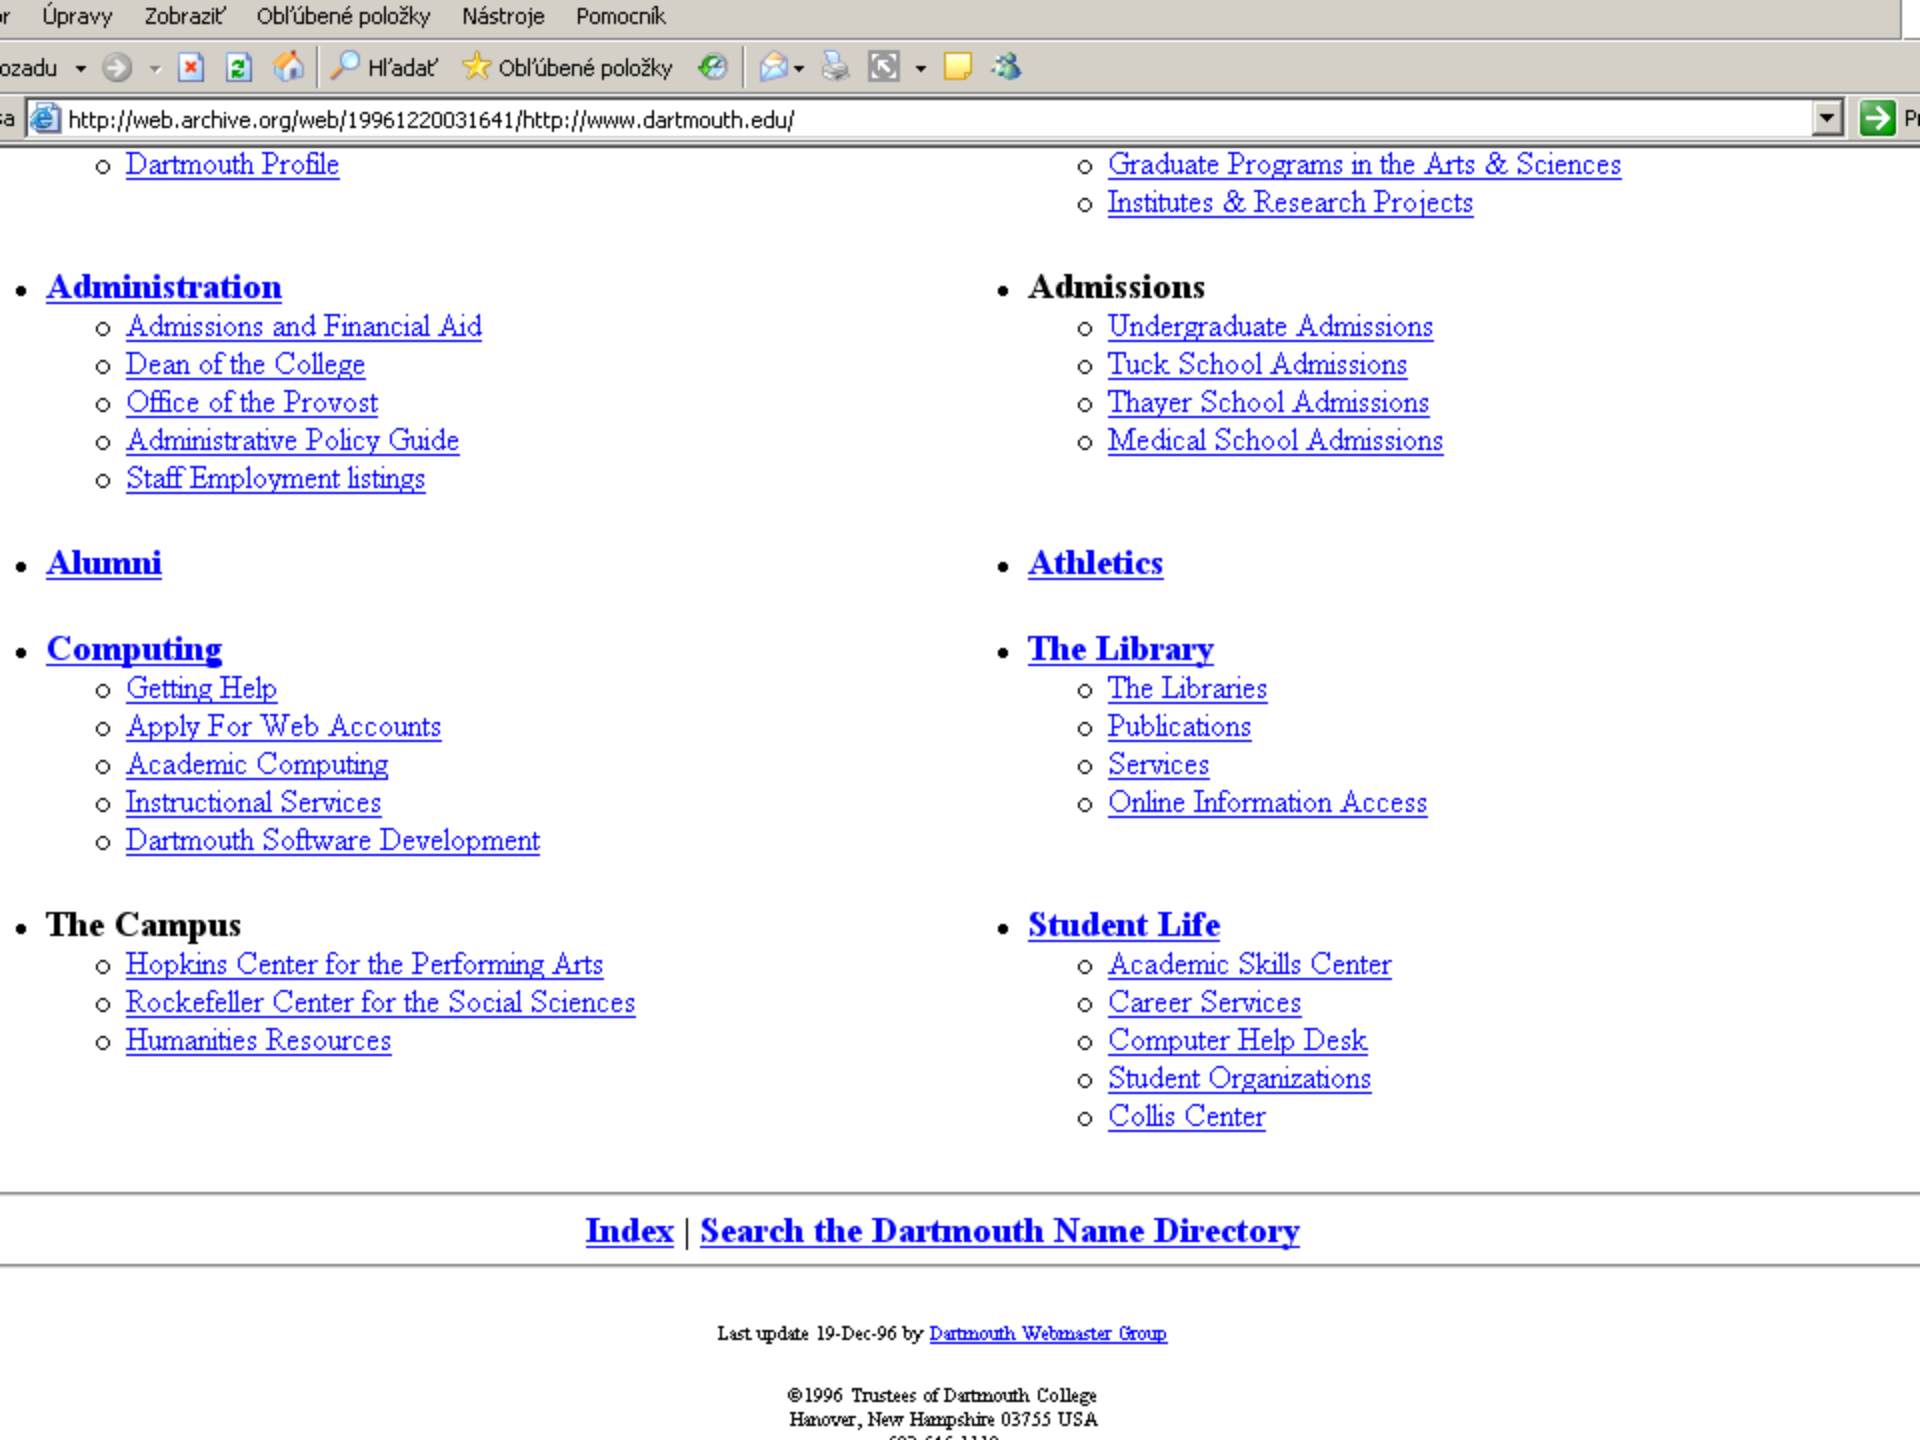 Úpravy Zobraziť Obľúbené položky Nástroje Pomocník
ozadu Hľadať Obľúbené položky
http://web.archive.org/web/19961220031641/http://www.dartmouth.edu/
Dartmouth Profile
Graduate Programs in the Arts & Sciences
Institutes & Research Projects
Administration
Admissions and Financial Aid
Dean of the College
Office of the Provost
Administrative Policy Guide
Staff Employment listings
Admissions
Undergraduate Admissions
Tuck School Admissions
Thayer School Admissions
Medical School Admissions
Alumni
Athletics
Computing
Getting Help
Apply For Web Accounts
Academic Computing
Instructional Services
Dartmouth Software Development
The Library
The Libraries
Publications
Services
Online Information Access
The Campus
Hopkins Center for the Performing Arts
Rockefeller Center for the Social Sciences
Humanities Resources
Student Life
Academic Skills Center
Career Services
Computer Help Desk
Student Organizations
Collis Center
Index | Search the Dartmouth Name Directory
Last update 19-Dec-96 by Dartmouth Webmaster Group
©1996 Trustees of Dartmouth College
Hanover, New Hampshire 03755 USA